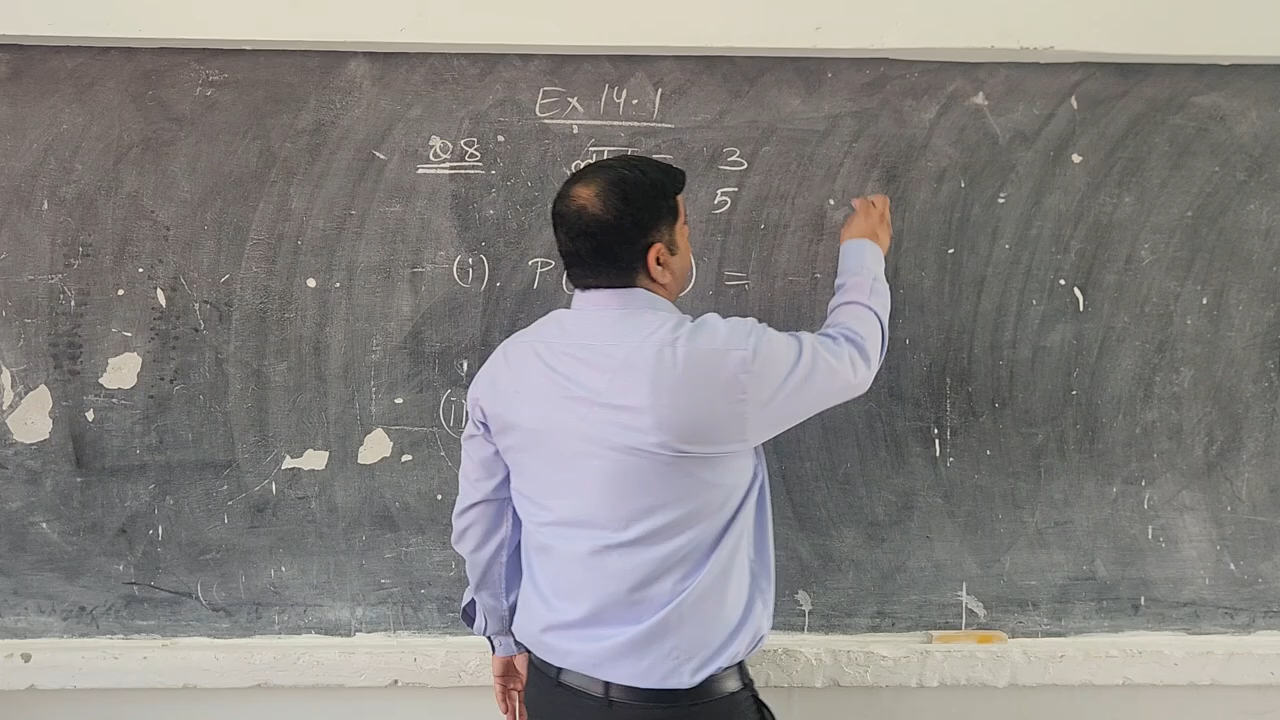 Ex 14.1
Q8 3
5
(i). P( ) =
(i